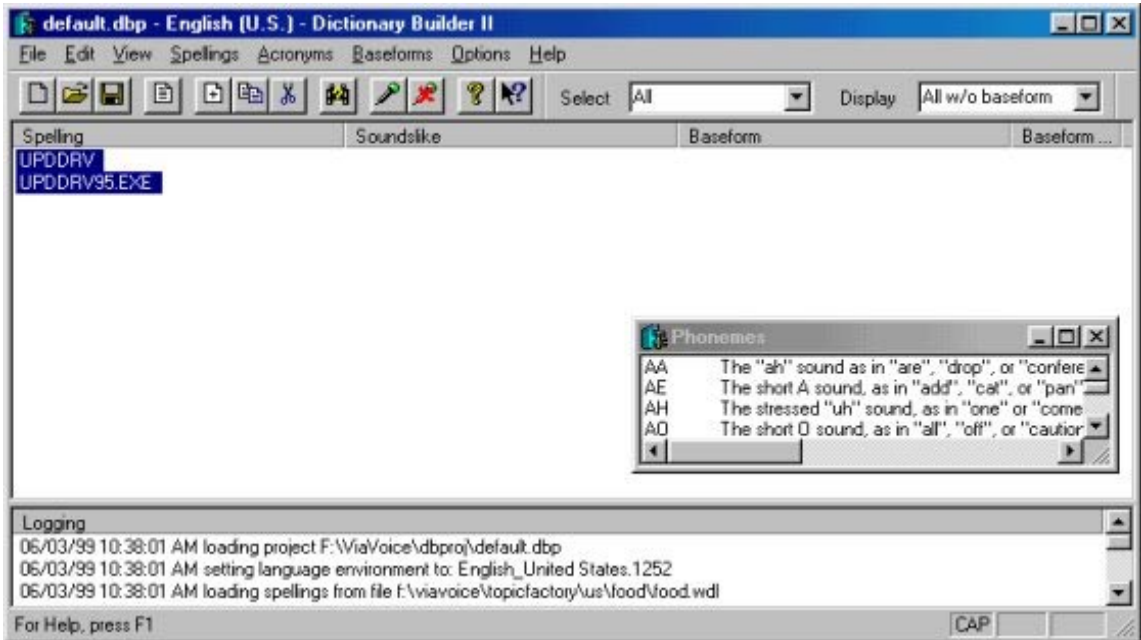 default.dbp - English (U.S.) - Dictionary Builder II
File Edit View Spellings Acronyms Baseforms Options Help
Select All Display All w/o baseform
Spelling Soundslike Baseform Baseform ...
UPDDRV
UPDDRV95.EXE
Phonemes
AA The "ah" sound as in "are", "drop", or "confere
AE The short A sound, as in "add", "cat", or "pan"
AH The stressed "uh" sound, as in "one" or "come
AO The short O sound, as in "all", "off", or "caution
Logging
06/03/99 10:38:01 AM loading project F:\ViaVoice\dbproj\default.dbp
06/03/99 10:38:01 AM setting language environment to: English_United States.1252
06/03/99 10:38:01 AM loading spellings from file f:\viavoice\topicfactory\us\food\food.wdl
For Help, press F1 CAP